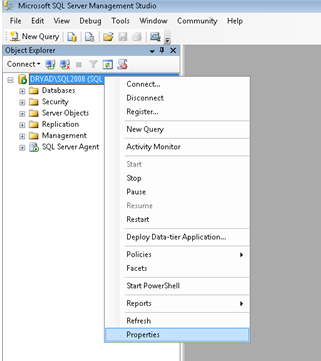 Microsoft SQL Server Management Studio
File Edit View Debug Tools Window Community Help
New Query
Object Explorer
Connect
DRYAD\SQL2008 (SQL
Databases
Security
Server Objects
Replication
Management
SQL Server Agent
Connect...
Disconnect
Register...
New Query
Activity Monitor
Start
Stop
Pause
Resume
Restart
Deploy Data-tier Application...
Policies
Facets
Start PowerShell
Reports
Refresh
Properties